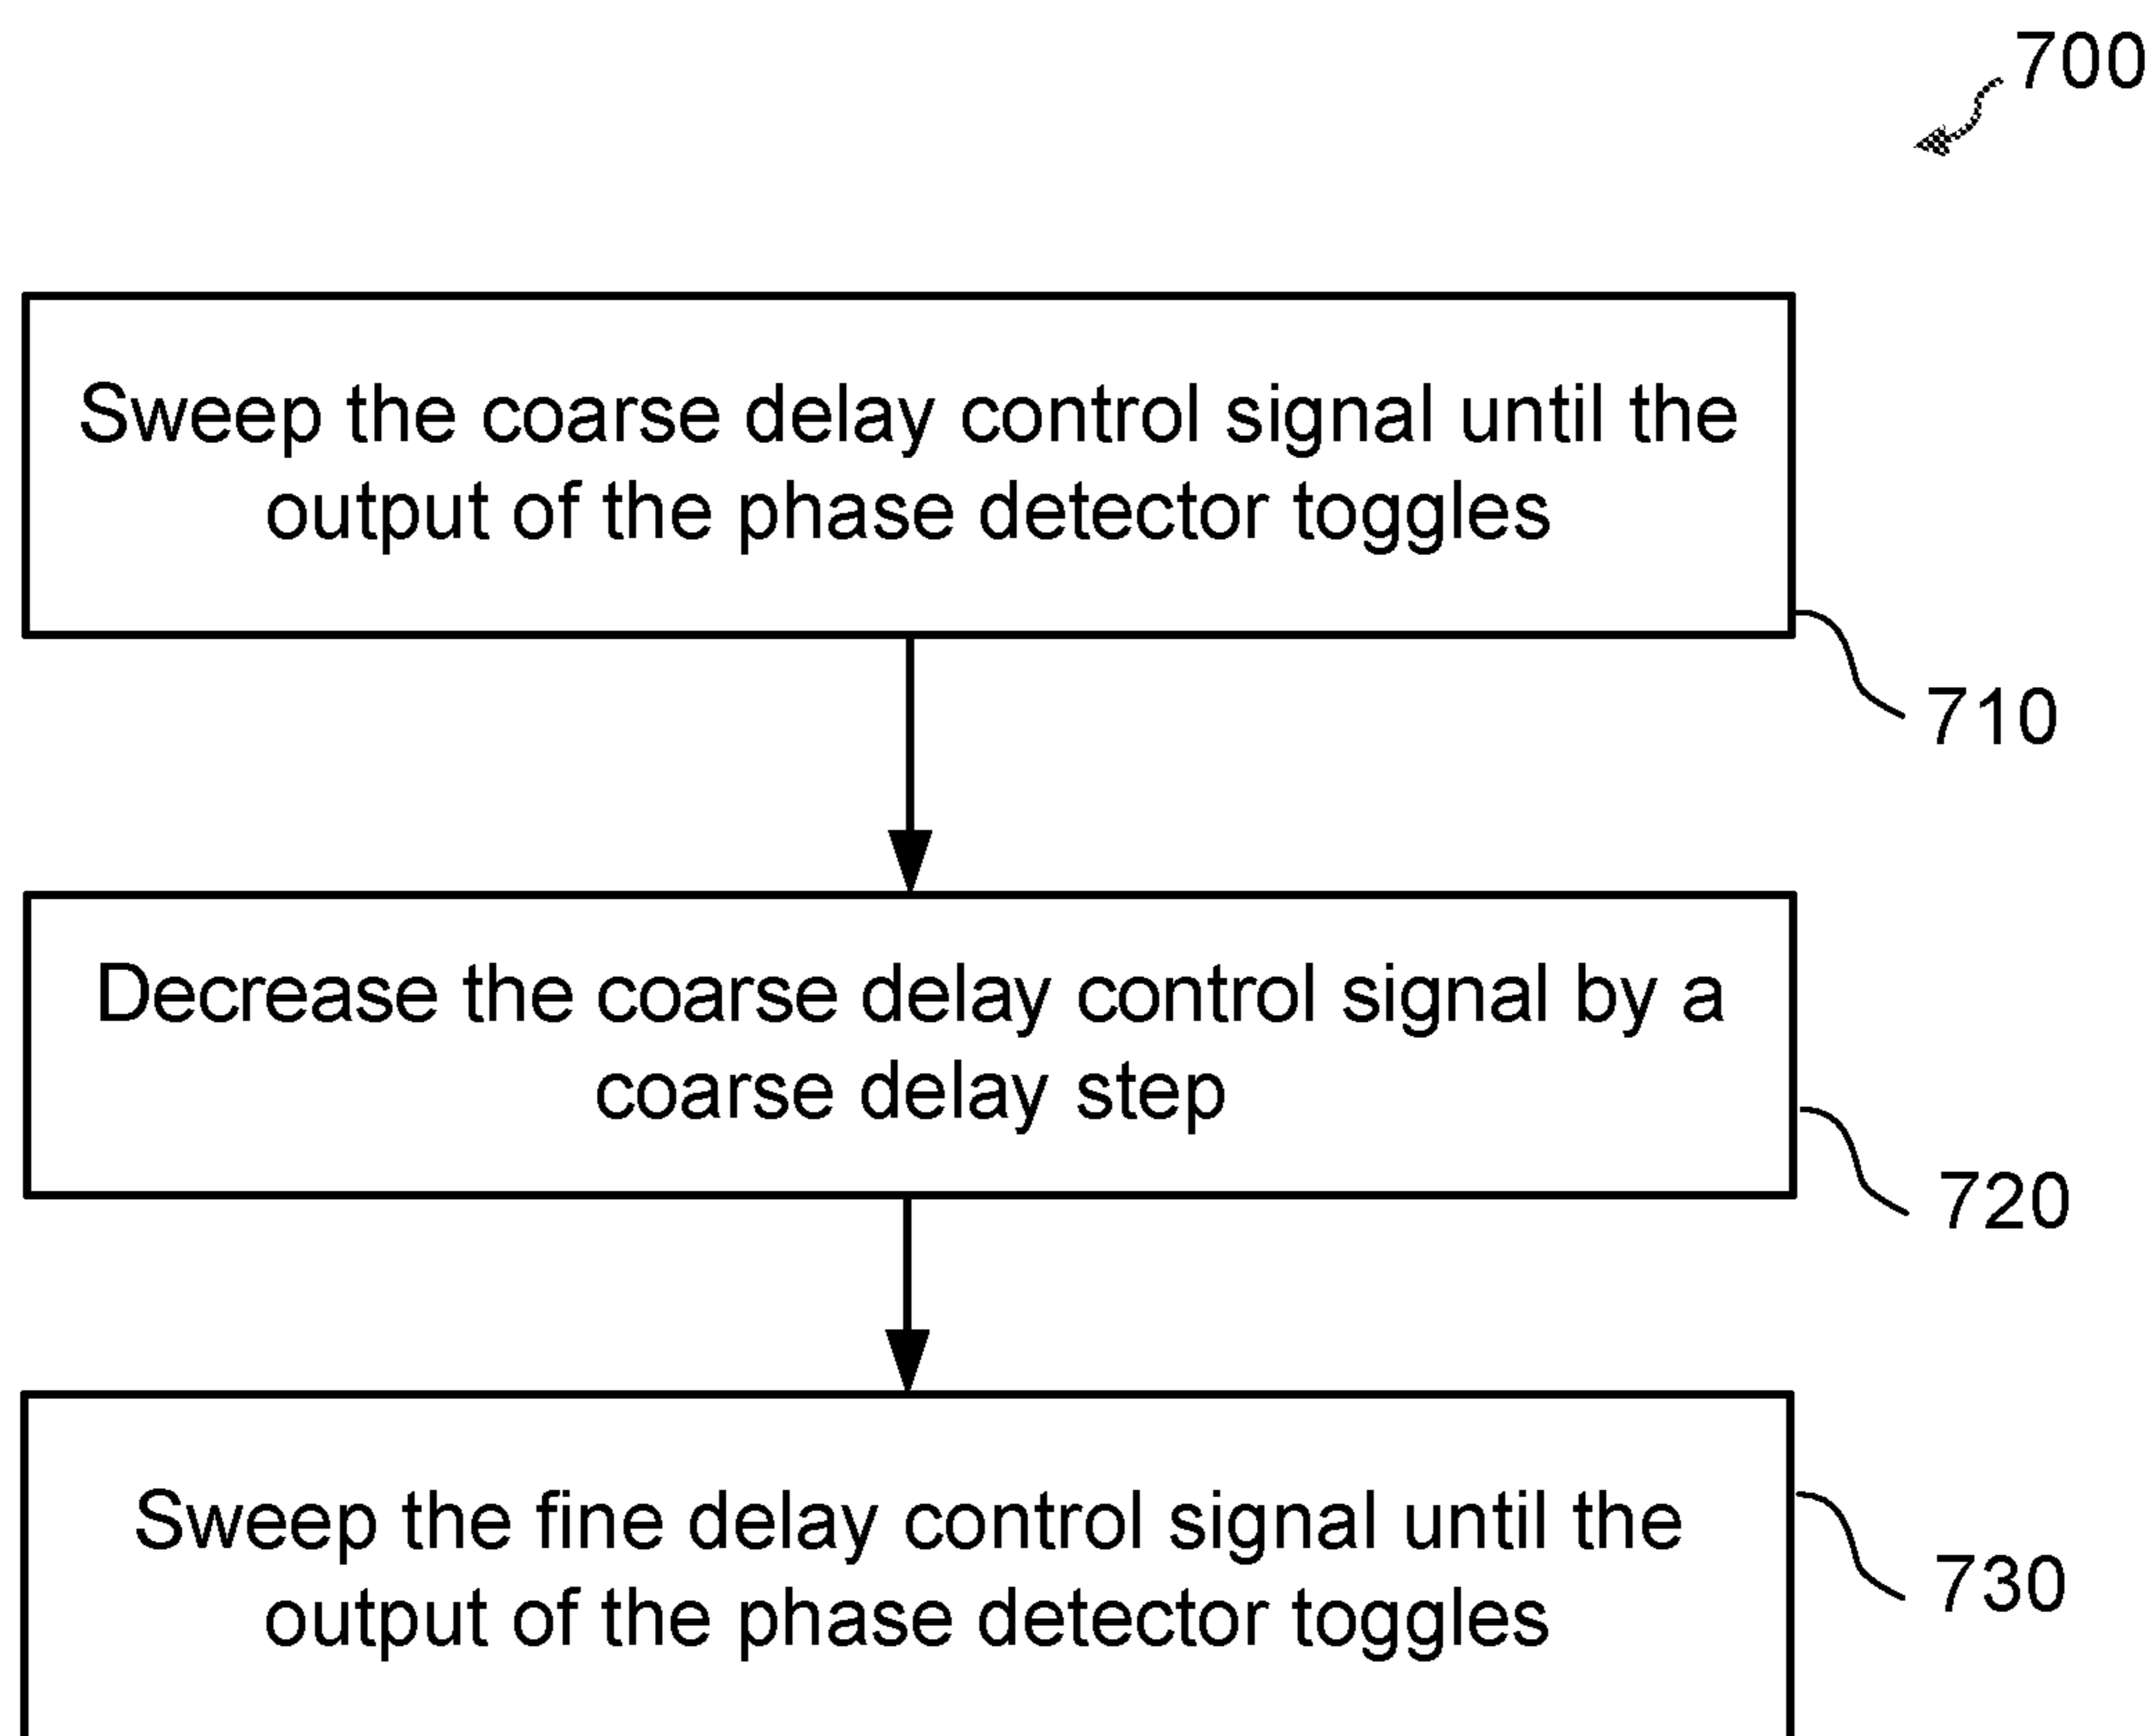 700
Sweep the coarse delay control signal until the
output of the phase detector toggles
710
Decrease the coarse delay control signal by a
coarse delay step
720
Sweep the fine delay control signal until the
output of the phase detector toggles
730